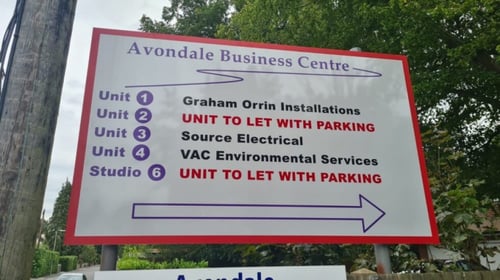 Avondale Business Centre
Unit 1 Graham Orrin Installations
Unit 2 UNIT TO LET WITH PARKING
Unit 3 Source Electrical
Unit 4 VAC Environmental Services
Studio 6 UNIT TO LET WITH PARKING
Avondale